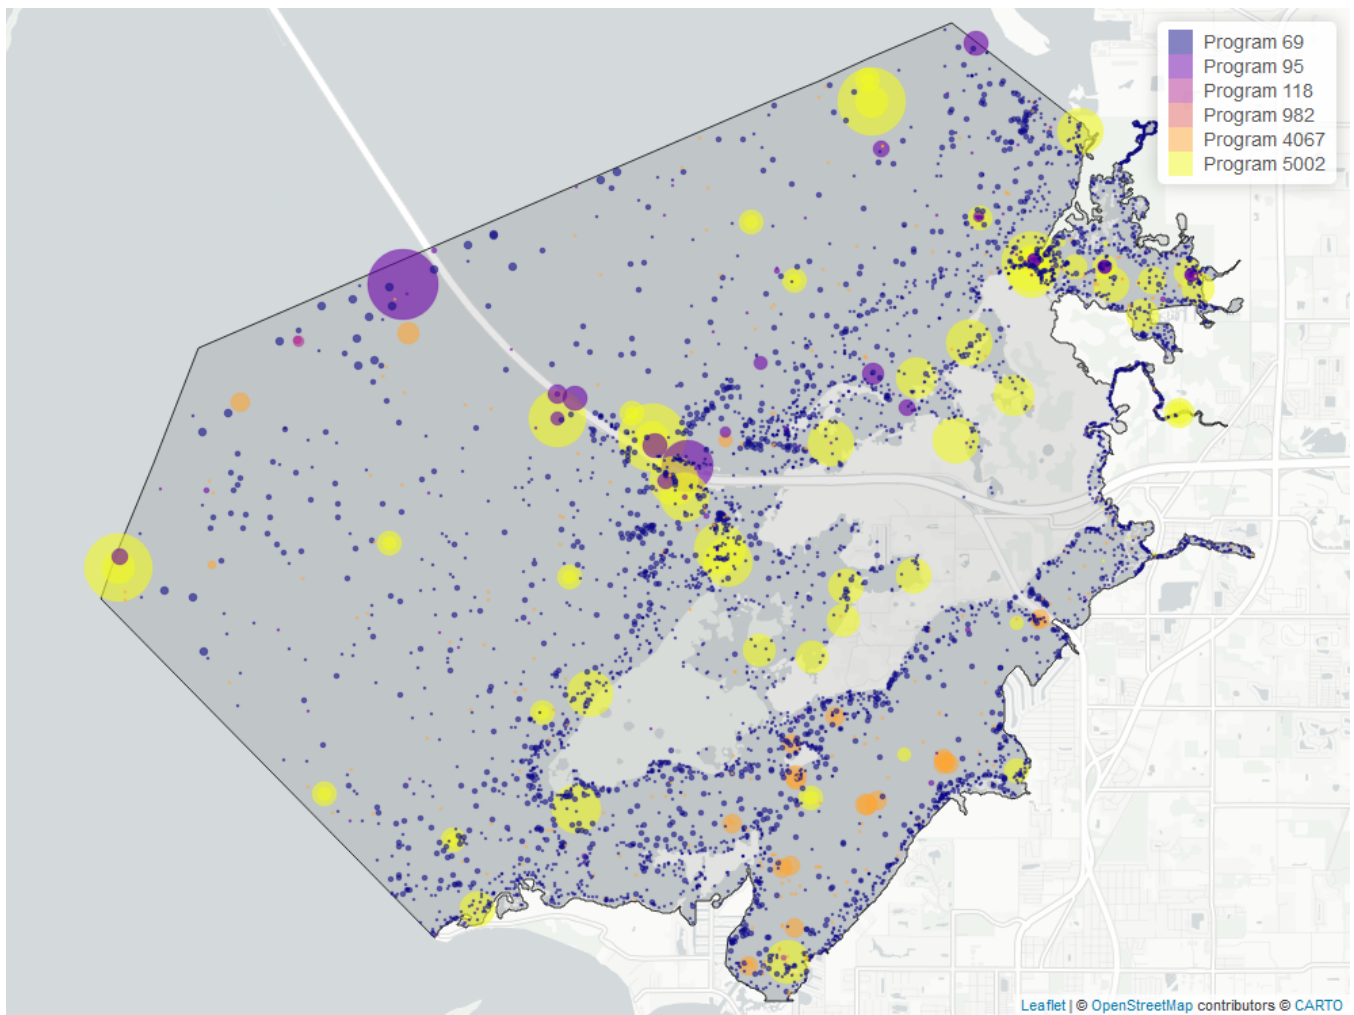 Program 69
Program 95
Program 118
Program 982
Program 4067
Program 5002
Leaflet | © OpenStreetMap contributors © CARTO